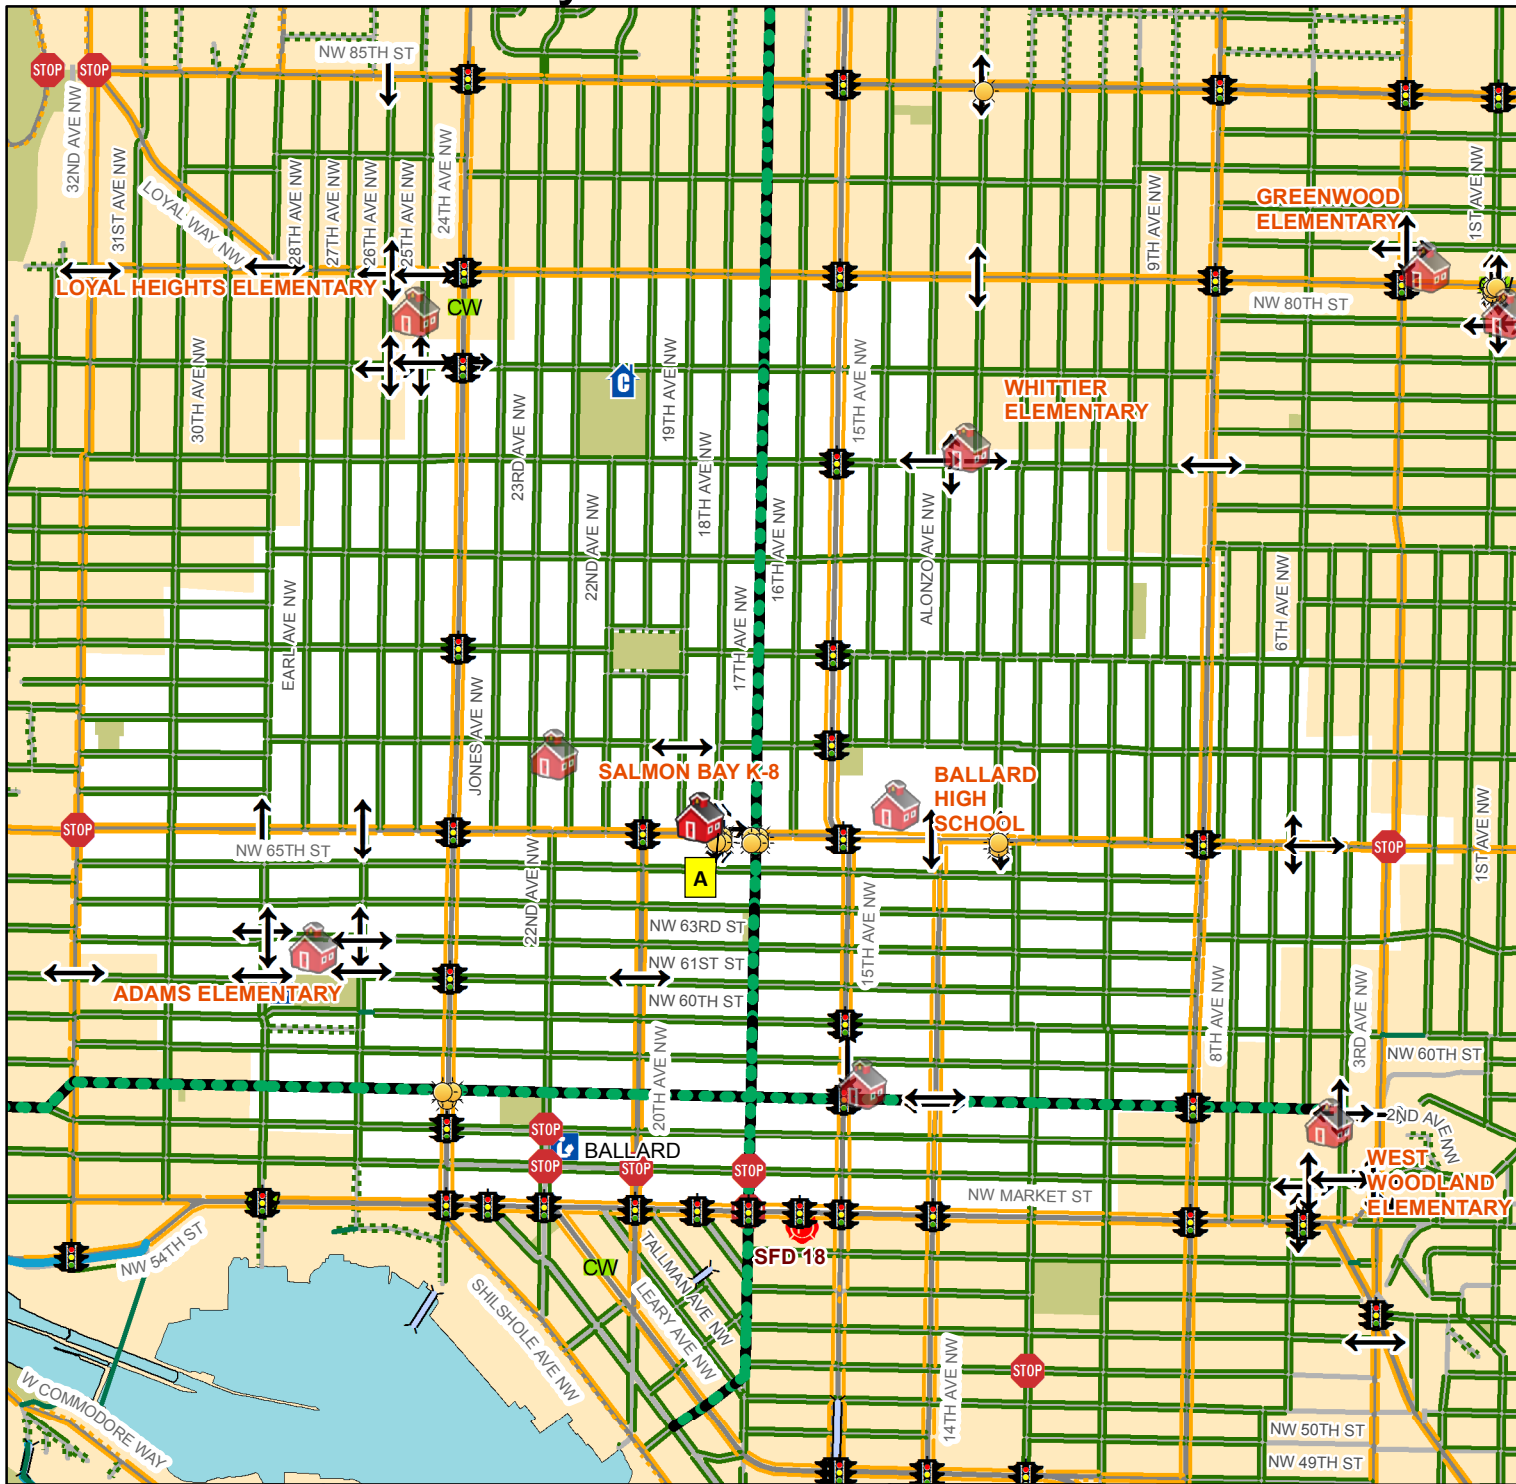 NW 85TH ST
STOP
STOP
32ND AVE NW
31ST AVE NW
LOYAL WAY NW
28TH AVE NW
27TH AVE NW
26TH AVE NW
25TH AVE NW
24TH AVE NW
9TH AVE NW
1ST AVE NW
GREENWOOD
ELEMENTARY
LOYAL HEIGHTS ELEMENTARY
CW
NW 80TH ST
30TH AVE NW
23RD AVE NW
C
19TH AVE NW
18TH AVE NW
15TH AVE NW
WHITTIER
ELEMENTARY
22ND AVE NW
16TH AVE NW
ALONZO AVE NW
EARL AVE NW
17TH AVE NW
6TH AVE NW
JONES AVE NW
SALMON BAY K-8
BALLARD
HIGH
SCHOOL
STOP
NW 65TH ST
STOP
1ST AVE NW
A
22ND AVE NW
NW 63RD ST
15TH AVE NW
NW 61ST ST
ADAMS ELEMENTARY
NW 60TH ST
8TH AVE NW
3RD AVE NW
20TH AVE NW
NW 60TH ST
2ND AVE NW
STOP
BALLARD
STOP
STOP
STOP
WEST
WOODLAND
ELEMENTARY
NW MARKET ST
NW 54TH ST
SFD 18
CW
TALLMAN AVE NW
LEARY AVE NW
SHILSHOLE AVE NW
STOP
14TH AVE NW
W COMMODORE WAY
NW 50TH ST
NW 49TH ST